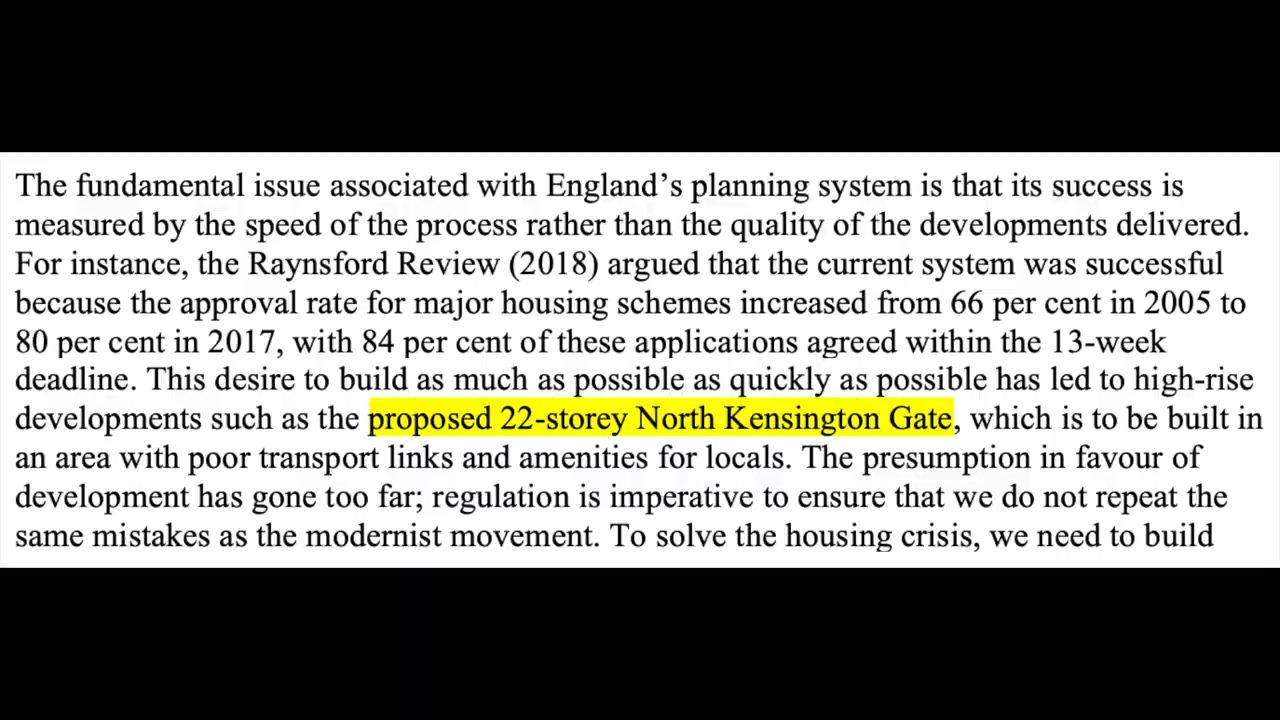 The fundamental issue associated with England’s planning system is that its success is
measured by the speed of the process rather than the quality of the developments delivered.
For instance, the Raynsford Review (2018) argued that the current system was successful
because the approval rate for major housing schemes increased from 66 per cent in 2005 to
80 per cent in 2017, with 84 per cent of these applications agreed within the 13-week
deadline. This desire to build as much as possible as quickly as possible has led to high-rise
developments such as the proposed 22-storey North Kensington Gate, which is to be built in
an area with poor transport links and amenities for locals. The presumption in favour of
development has gone too far; regulation is imperative to ensure that we do not repeat the
same mistakes as the modernist movement. To solve the housing crisis, we need to build